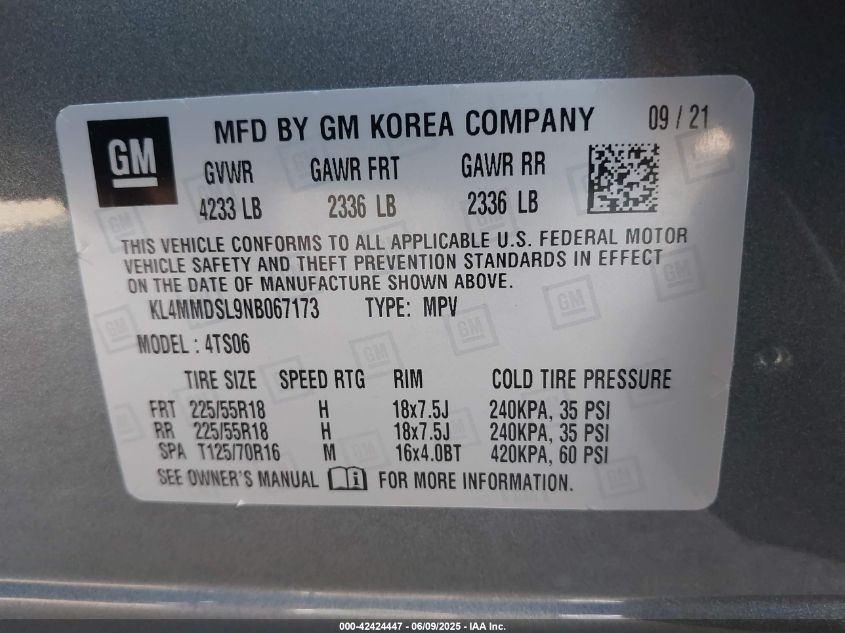 GM
MFD BY GM KOREA COMPANY 09 / 21
GVWR GAWR FRT GAWR RR
4233 LB 2336 LB 2336 LB
THIS VEHICLE CONFORMS TO ALL APPLICABLE U.S. FEDERAL MOTOR
VEHICLE SAFETY AND THEFT PREVENTION STANDARDS IN EFFECT
ON THE DATE OF MANUFACTURE SHOWN ABOVE.
KL4MMDSL9NB067173 TYPE: MPV
MODEL : 4TS06
TIRE SIZE SPEED RTG RIM COLD TIRE PRESSURE
FRT 225/55R18 H 18x7.5J 240KPA, 35 PSI
RR 225/55R18 H 18x7.5J 240KPA, 35 PSI
SPA T125/70R16 M 16x4.0BT 420KPA, 60 PSI
SEE OWNER'S MANUAL FOR MORE INFORMATION.
000-42424447 - 06/09/2025 - IAA Inc.